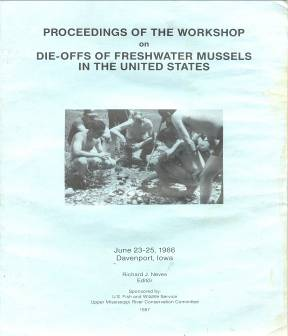 PROCEEDINGS OF THE WORKSHOP
on
DIE-OFFS OF FRESHWATER MUSSELS
IN THE UNITED STATES
June 23-25, 1986
Davenport, Iowa
Richard J. Neves
Editor
Sponsored by:
U.S. Fish and Wildlife Service
Upper Mississippi River Conservation Committee
1987